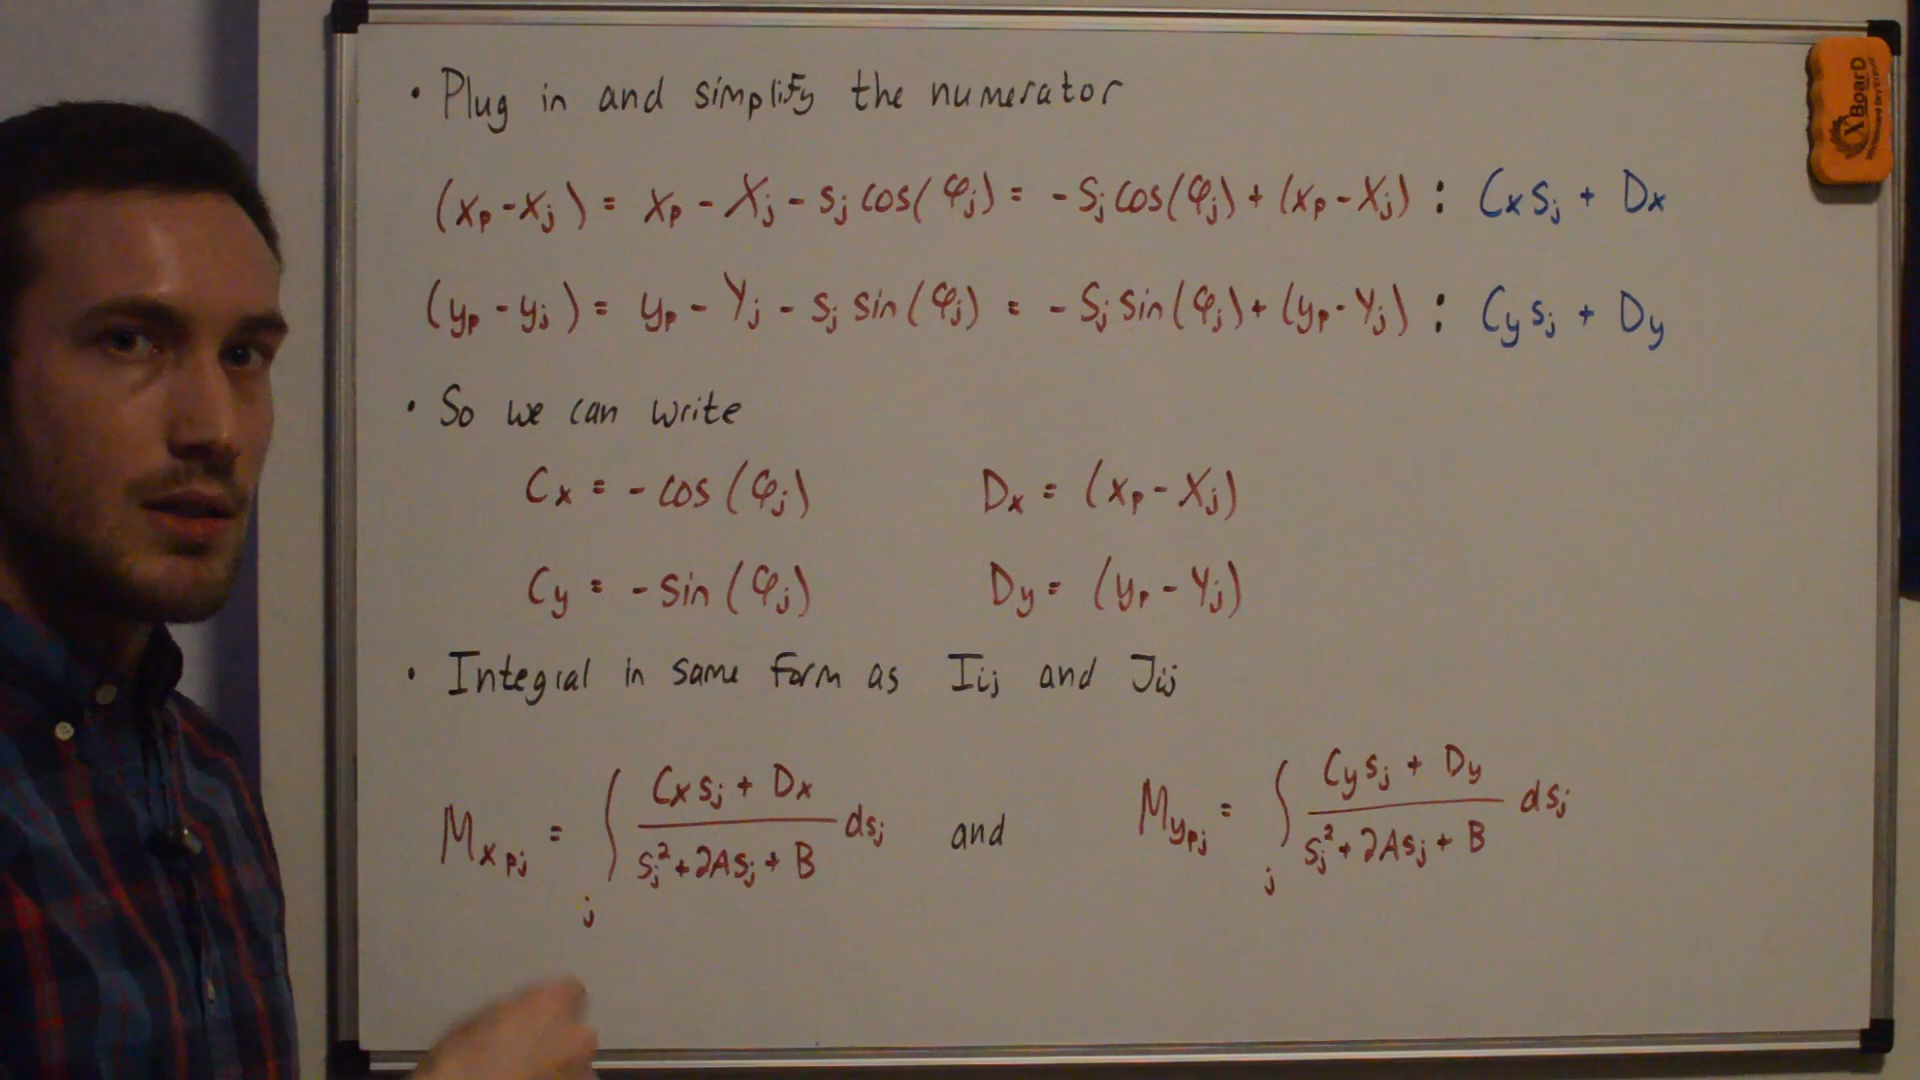 • Plug in and simplify the numerator
(xp - xj) = xp - Xj - sj cos(φj) = - sj cos(φj) + (xp - Xj) : Cx sj + Dx
(yp - yj) = yp - Yj - sj sin(φj) = - sj sin(φj) + (yp - Yj) : Cy sj + Dy
• So we can write
Cx = - cos(φj) Dx = (xp - Xj)
Cy = - sin(φj) Dy = (yp - Yj)
• Integral in same form as Iij and Jij
Mxpj = ∫j (Cx sj + Dx)/(sj² + 2Asj + B) dsj and Mypj = ∫j (Cy sj + Dy)/(sj² + 2Asj + B) dsj
XBoarD